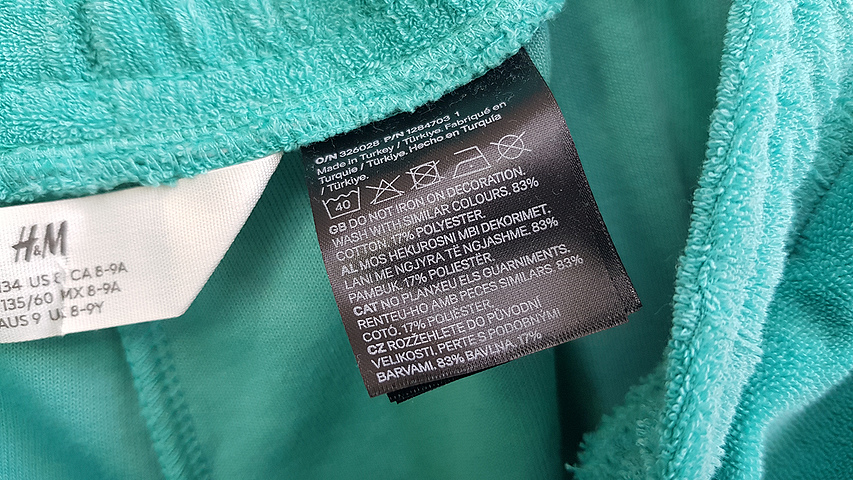 H&M
134 US 8 CA 8-9A
135/60 MX 8-9A
AUS 9 UK 8-9Y
O/N 326028 P/N 1284703 1
Made in Turkey / Türkiye. Fabriqué en
Turquie / Türkiye. Hecho en Turquía
/ Türkiye.
40
GB DO NOT IRON ON DECORATION.
WASH WITH SIMILAR COLOURS. 83%
COTTON. 17% POLYESTER.
AL MOS HEKUROSNI MBI DEKORIMET.
LANI ME NGJYRA TË NGJASHME. 83%
PAMBUK. 17% POLIESTËR.
CAT NO PLANXEU ELS GUARNIMENTS.
RENTEU-HO AMB PECES SIMILARS. 83%
COTÓ. 17% POLIÈSTER.
CZ ROZŽEHLETE DO PŮVODNÍ
VELIKOSTI. PERTE S PODOBNÝMI
BARVAMI. 83% BAVLNA. 17%